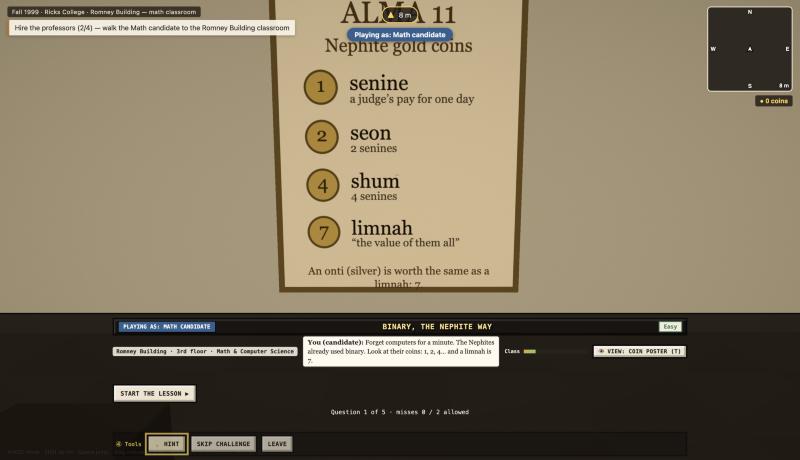 Fall 1999 · Ricks College · Romney Building — math classroom
Hire the professors (2/4) — walk the Math candidate to the Romney Building classroom
ALMA 11
8 m
Playing as: Math candidate
Nephite gold coins
1 senine
a judge's pay for one day
2 seon
2 senines
4 shum
4 senines
7 limnah
“the value of them all”
An onti (silver) is worth the same as a
limnah: 7.
N
W A E
S 8 m
● 0 coins
PLAYING AS: MATH CANDIDATE
BINARY, THE NEPHITE WAY
Easy
Romney Building · 3rd floor · Math & Computer Science
You (candidate): Forget computers for a minute. The Nephites
already used binary. Look at their coins: 1, 2, 4… and a limnah is
7.
Class
VIEW: COIN POSTER (T)
START THE LESSON ▶
Question 1 of 5 · misses 0 / 2 allowed
Tools
HINT
SKIP CHALLENGE
LEAVE